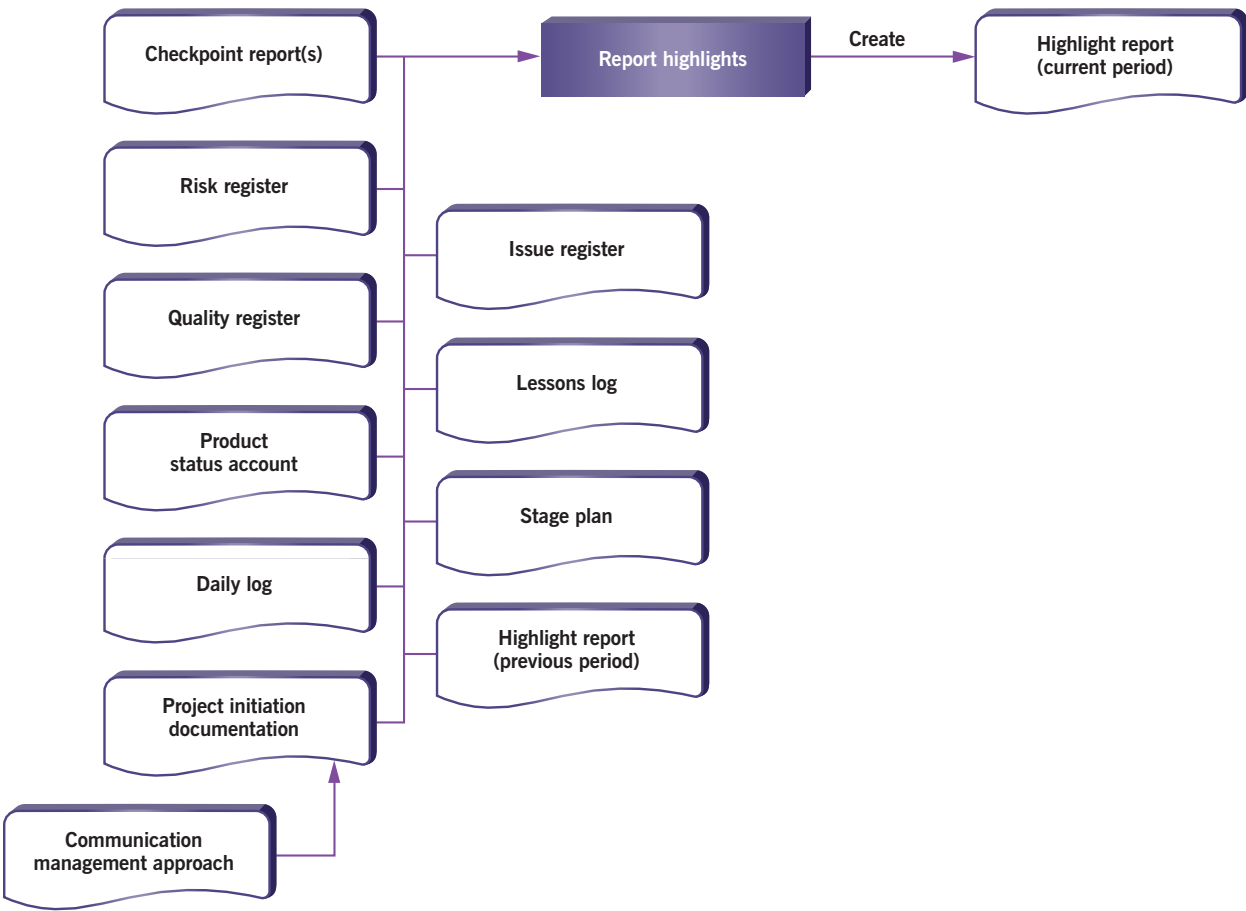 Checkpoint report(s)
Report highlights
Create
Highlight report
(current period)
Risk register
Issue register
Quality register
Lessons log
Product
status account
Stage plan
Daily log
Highlight report
(previous period)
Project initiation
documentation
Communication
management approach